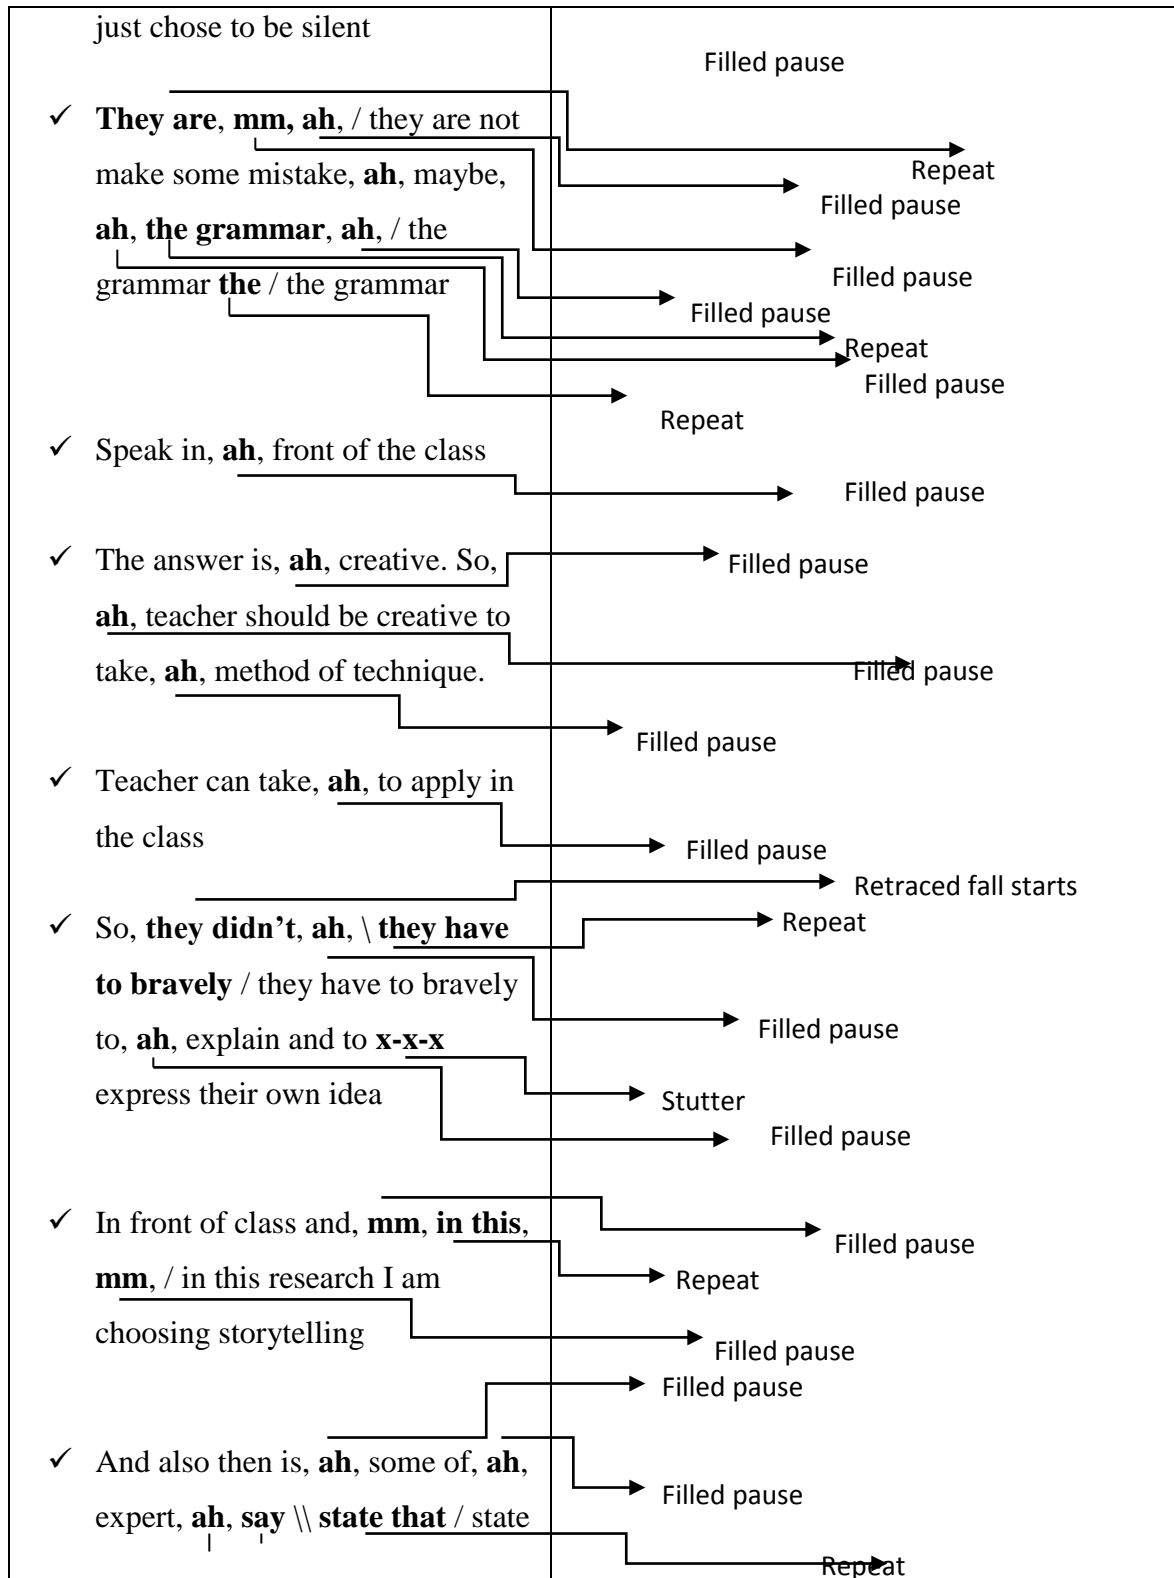 just chose to be silent
Filled pause
✓ They are, mm, ah, / they are not
Repeat
make some mistake, ah, maybe,
Filled pause
ah, the grammar, ah, / the
Filled pause
grammar the / the grammar
Filled pause
Repeat
Filled pause
Repeat
✓ Speak in, ah, front of the class
Filled pause
✓ The answer is, ah, creative. So,
Filled pause
ah, teacher should be creative to
take, ah, method of technique.
Filled pause
Filled pause
✓ Teacher can take, ah, to apply in
the class
Filled pause
Retraced fall starts
✓ So, they didn’t, ah, \ they have
Repeat
to bravely / they have to bravely
Filled pause
to, ah, explain and to x-x-x
express their own idea
Stutter
Filled pause
✓ In front of class and, mm, in this,
Filled pause
mm, / in this research I am
Repeat
choosing storytelling
Filled pause
Filled pause
✓ And also then is, ah, some of, ah,
Filled pause
expert, ah, say \\ state that / state
Repeat